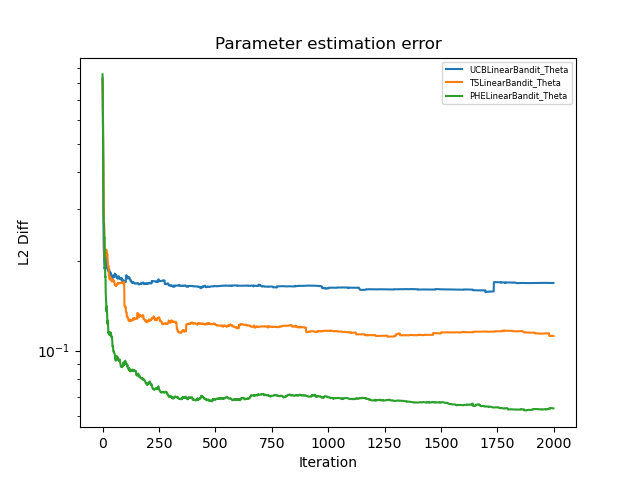 Parameter estimation error
UCBLinearBandit_Theta
TSLinearBandit_Theta
PHELinearBandit_Theta
L2 Diff
10⁻¹
0 250 500 750 1000 1250 1500 1750 2000
Iteration